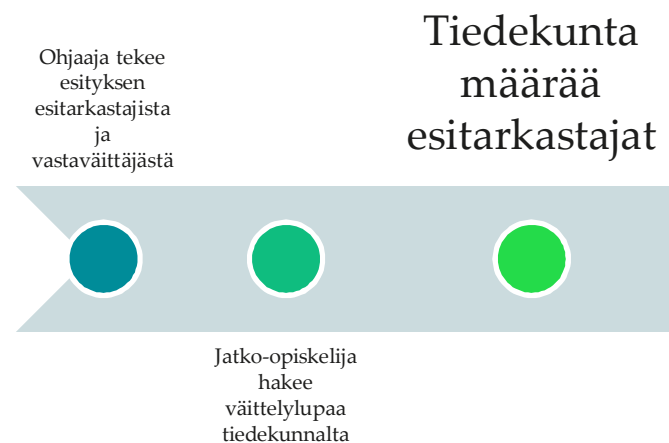 Ohjaaja tekee
esityksen
esitarkastajista
ja
vastaväittäjästä
Jatko-opiskelija
hakee
väittelylupaa
tiedekunnalta
Tiedekunta
määrää
esitarkastajat